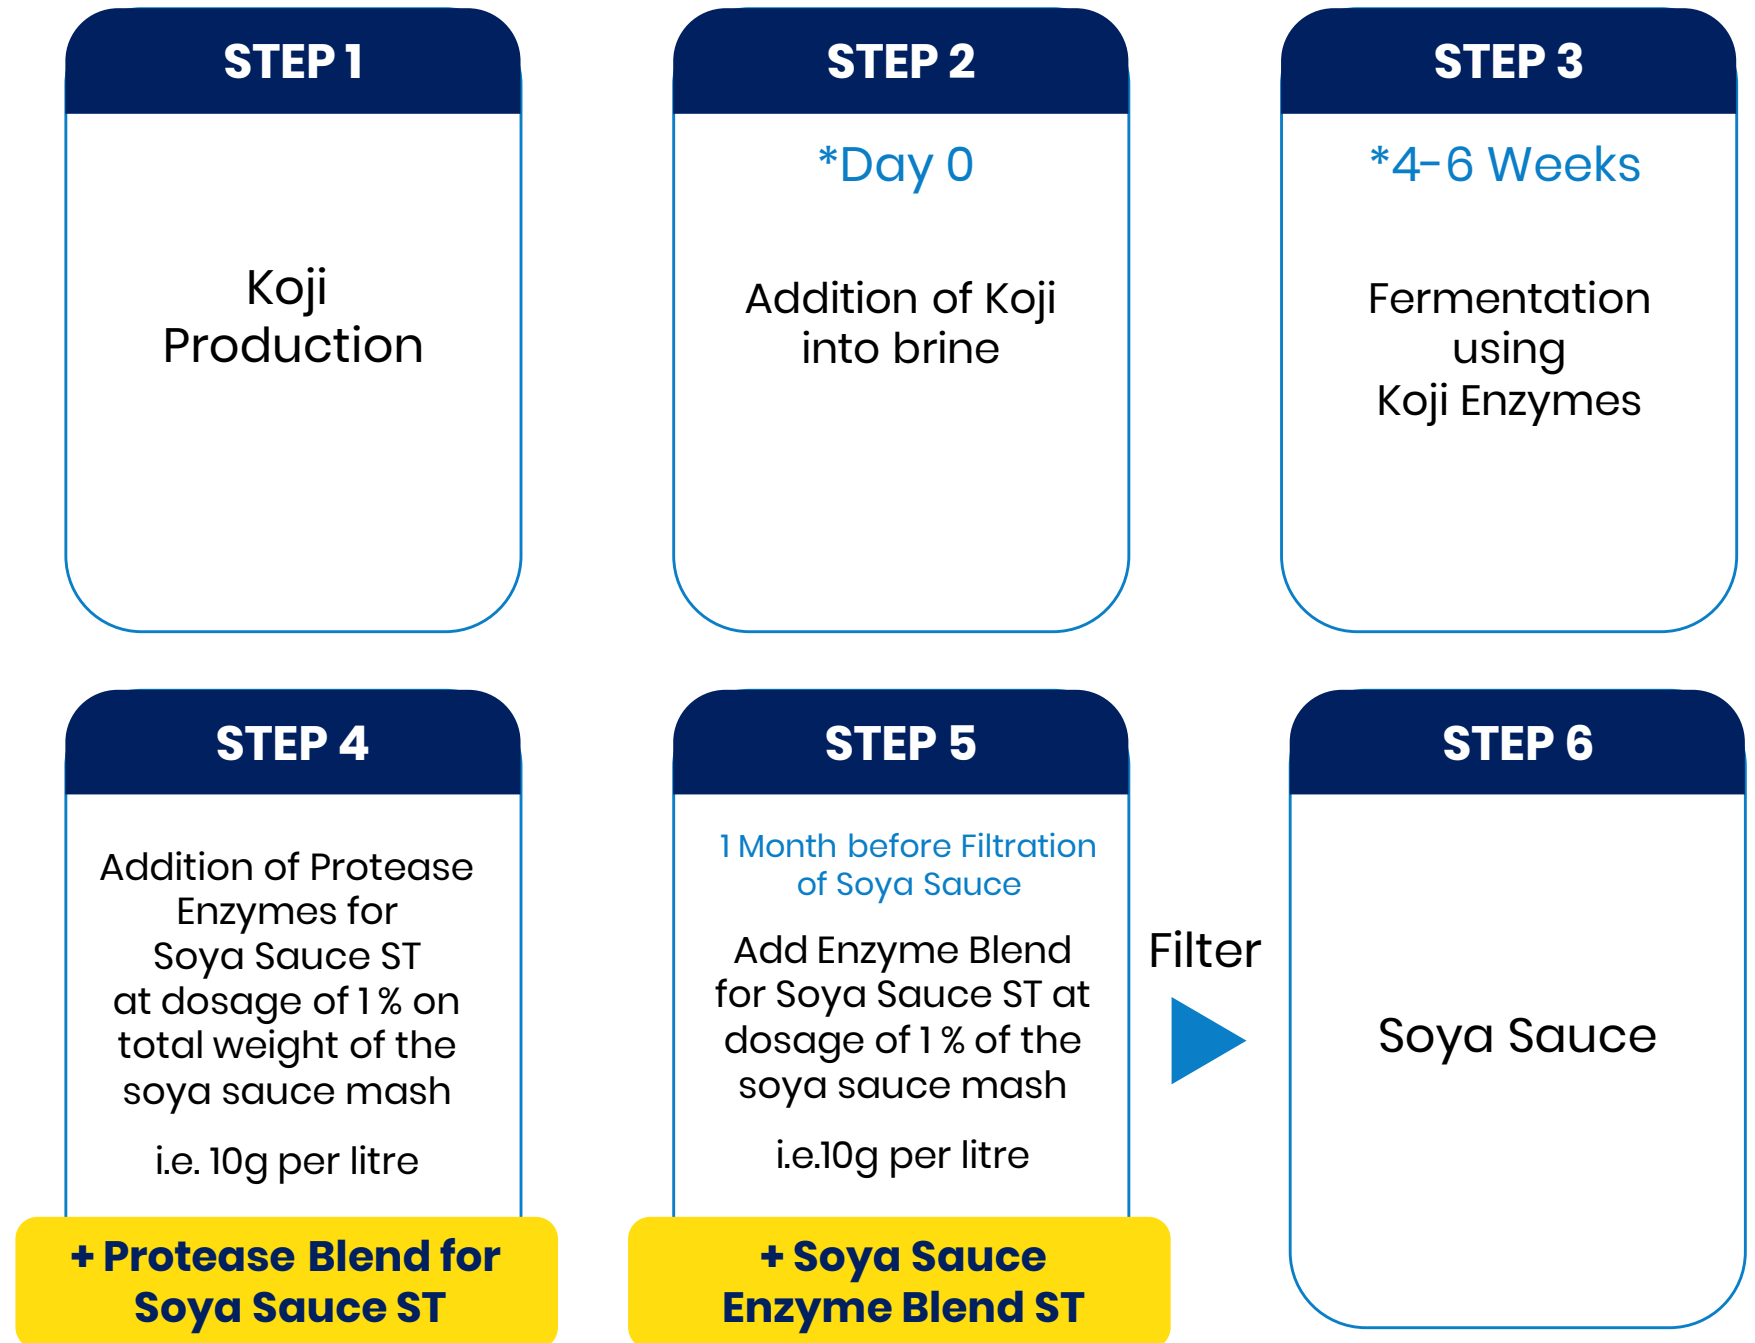 STEP 1
Koji
Production
STEP 2
*Day 0
Addition of Koji
into brine
STEP 3
*4-6 Weeks
Fermentation
using
Koji Enzymes
STEP 4
Addition of Protease
Enzymes for
Soya Sauce ST
at dosage of 1 % on
total weight of the
soya sauce mash
i.e. 10g per litre
+ Protease Blend for
Soya Sauce ST
STEP 5
1 Month before Filtration
of Soya Sauce
Add Enzyme Blend
for Soya Sauce ST at
dosage of 1 % of the
soya sauce mash
i.e.10g per litre
+ Soya Sauce
Enzyme Blend ST
Filter
STEP 6
Soya Sauce